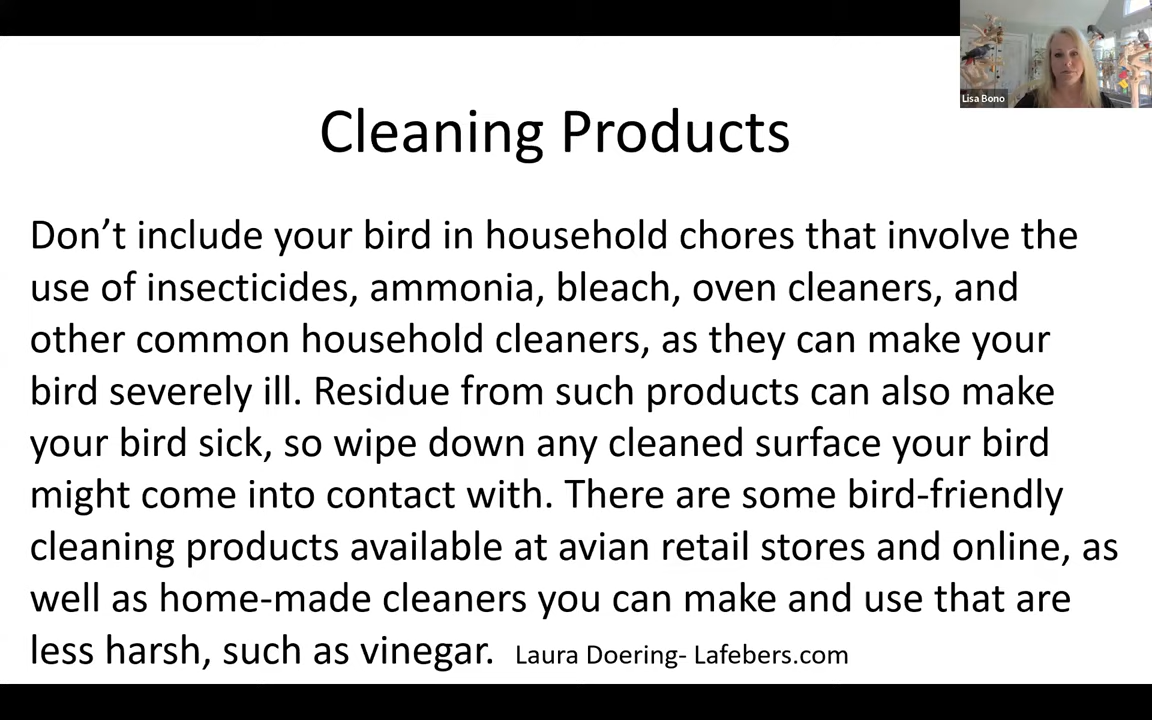 Lisa Bono
Cleaning Products
Don’t include your bird in household chores that involve the
use of insecticides, ammonia, bleach, oven cleaners, and
other common household cleaners, as they can make your
bird severely ill. Residue from such products can also make
your bird sick, so wipe down any cleaned surface your bird
might come into contact with. There are some bird-friendly
cleaning products available at avian retail stores and online, as
well as home-made cleaners you can make and use that are
less harsh, such as vinegar. Laura Doering- Lafebers.com